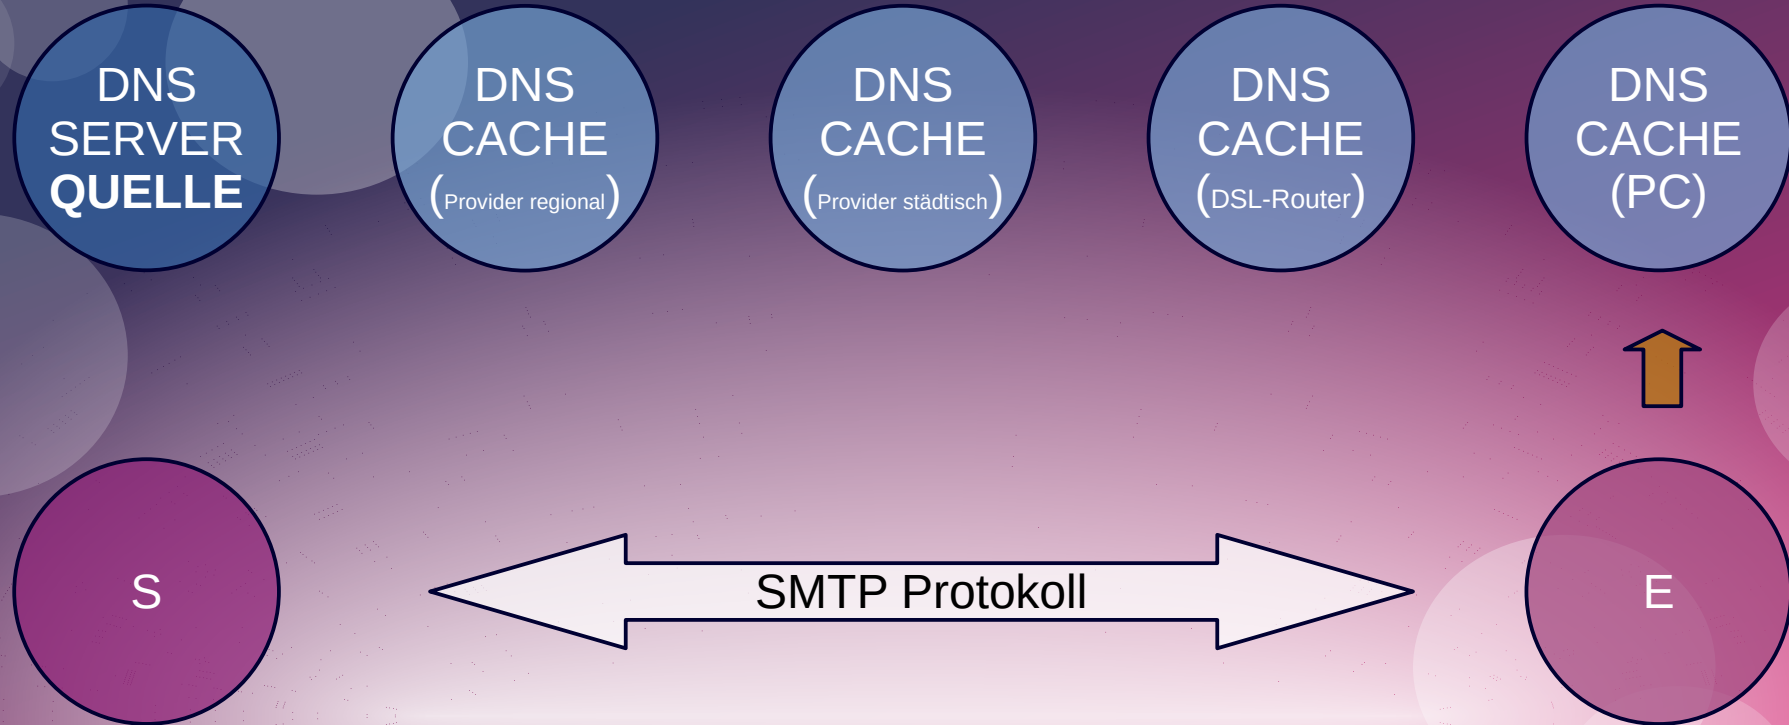 DNS
SERVER
QUELLE
DNS
CACHE
(Provider regional)
DNS
CACHE
(Provider städtisch)
DNS
CACHE
(DSL-Router)
DNS
CACHE
(PC)
S
SMTP Protokoll
E